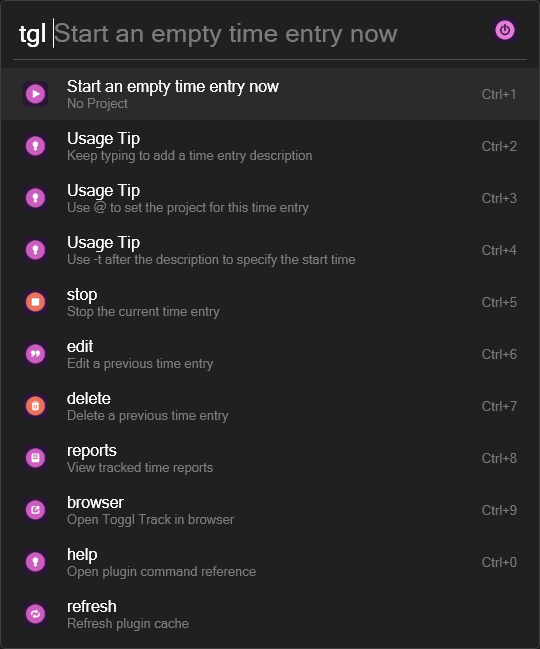 tgl Start an empty time entry now
Start an empty time entry now
No Project
Ctrl+1
Usage Tip
Keep typing to add a time entry description
Ctrl+2
Usage Tip
Use @ to set the project for this time entry
Ctrl+3
Usage Tip
Use -t after the description to specify the start time
Ctrl+4
stop
Stop the current time entry
Ctrl+5
edit
Edit a previous time entry
Ctrl+6
delete
Delete a previous time entry
Ctrl+7
reports
View tracked time reports
Ctrl+8
browser
Open Toggl Track in browser
Ctrl+9
help
Open plugin command reference
Ctrl+0
refresh
Refresh plugin cache